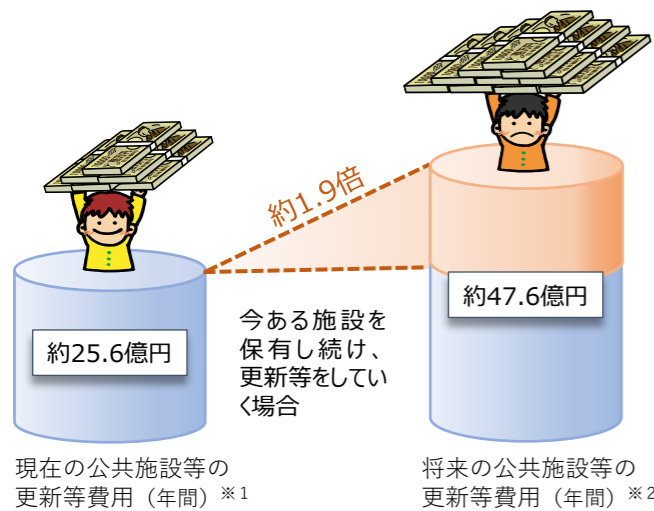 約1.9倍
約25.6億円
約47.6億円
今ある施設を
保有し続け、
更新等をしてい
く場合
現在の公共施設等の
更新等費用（年間）※1
将来の公共施設等の
更新等費用（年間）※2